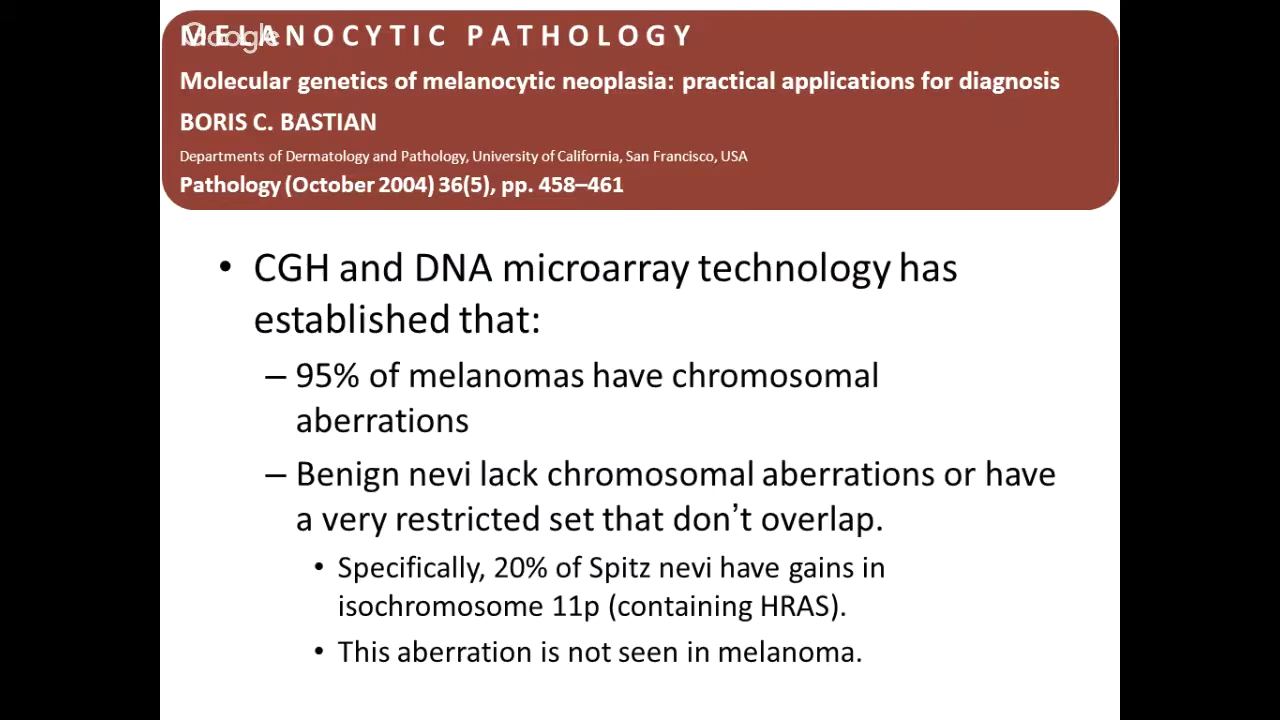 MELANOCYTIC PATHOLOGY
Google
Molecular genetics of melanocytic neoplasia: practical applications for diagnosis
BORIS C. BASTIAN
Departments of Dermatology and Pathology, University of California, San Francisco, USA
Pathology (October 2004) 36(5), pp. 458–461
• CGH and DNA microarray technology has
established that:
– 95% of melanomas have chromosomal
aberrations
– Benign nevi lack chromosomal aberrations or have
a very restricted set that don’t overlap.
• Specifically, 20% of Spitz nevi have gains in
isochromosome 11p (containing HRAS).
• This aberration is not seen in melanoma.